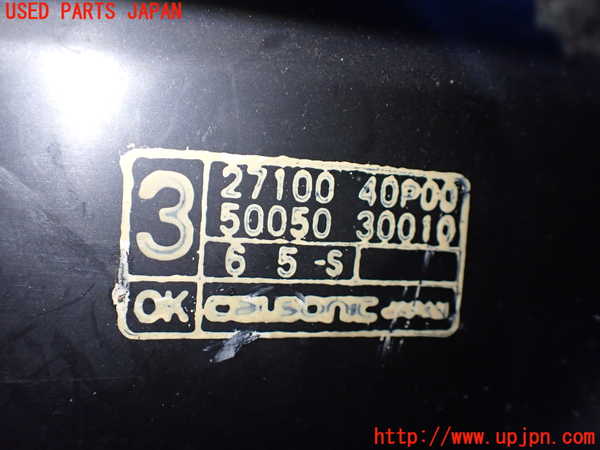 USED PARTS JAPAN
3
27100 40P00
50050 30010
6 5 -S
OK
calsonic JAPAN
http://www.upjpn.com/